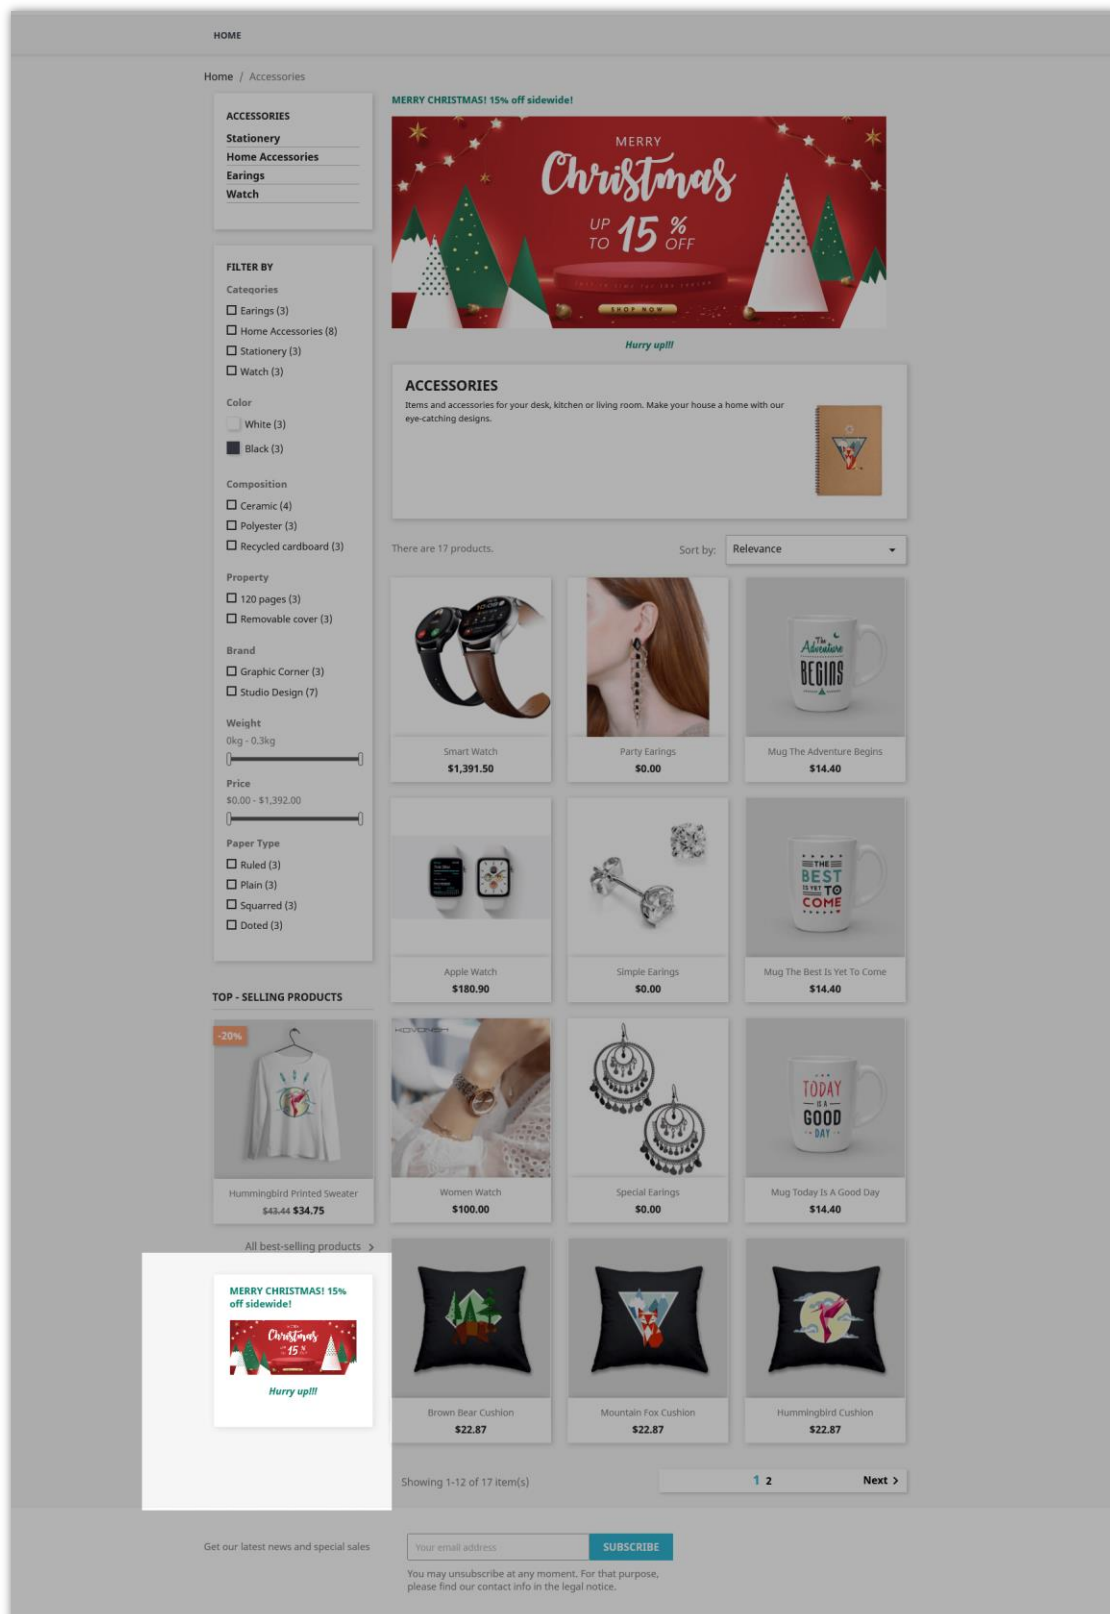 HOME
Home / Accessories
ACCESSORIES
Stationery
Home Accessories
Earings
Watch
FILTER BY
Categories
Earings (3)
Home Accessories (8)
Stationery (3)
Watch (3)
Color
White (3)
Black (3)
Composition
Ceramic (4)
Polyester (3)
Recycled cardboard (3)
Property
120 pages (3)
Removable cover (3)
Brand
Graphic Corner (3)
Studio Design (7)
Weight
0kg - 0.3kg
Price
$0.00 - $1,392.00
Paper Type
Ruled (3)
Plain (3)
Squarred (3)
Doted (3)
TOP - SELLING PRODUCTS
-20%
Hummingbird Printed Sweater
$43.44 $34.75
All best-selling products
MERRY CHRISTMAS! 15%
off sidewide!
Christmas
15 %
Hurry up!!!
MERRY CHRISTMAS! 15% off sidewide!
MERRY
Christmas
UP TO 15 % OFF
SHOP NOW
Hurry up!!!
ACCESSORIES
Items and accessories for your desk, kitchen or living room. Make your house a home with our
eye-catching designs.
There are 17 products.
Sort by: Relevance
Smart Watch
$1,391.50
Party Earings
$0.00
The
Adventure
BEGINS
Mug The Adventure Begins
$14.40
Apple Watch
$180.90
Simple Earings
$0.00
THE
BEST
IS YET TO
COME
Mug The Best Is Yet To Come
$14.40
Women Watch
$100.00
Special Earings
$0.00
TODAY
IS A
GOOD
DAY
Mug Today Is A Good Day
$14.40
Brown Bear Cushion
$22.87
Mountain Fox Cushion
$22.87
Hummingbird Cushion
$22.87
Showing 1-12 of 17 item(s)
1 2 Next
Get our latest news and special sales
Your email address
SUBSCRIBE
You may unsubscribe at any moment. For that purpose,
please find our contact info in the legal notice.